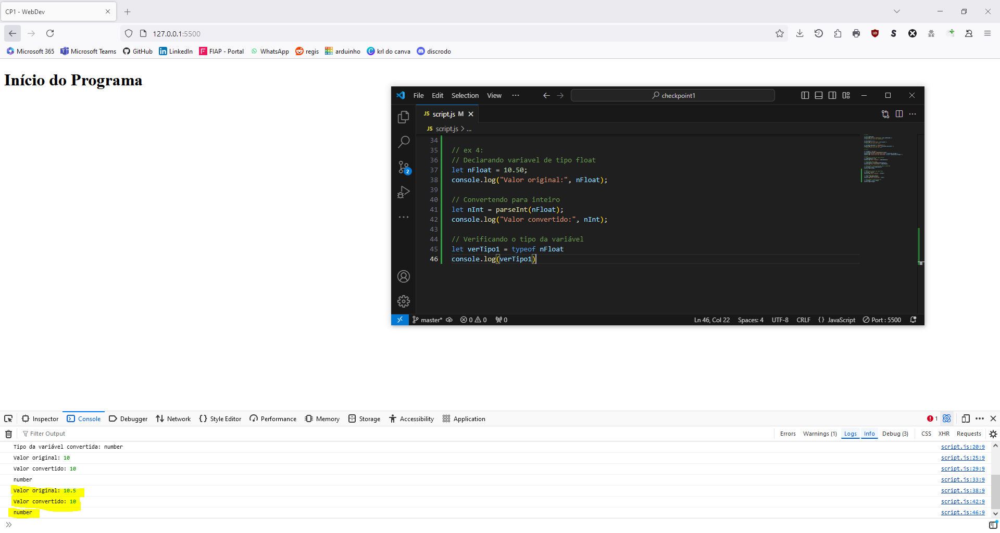 CP1 - WebDev
127.0.0.1:5500
Microsoft 365 Microsoft Teams GitHub LinkedIn FIAP - Portal WhatsApp regis arduinho krl do canva discrodo
Início do Programa
File Edit Selection View ··· checkpoint1
JS script.js M
JS script.js > ...
34
35 // ex 4:
36 // Declarando variavel de tipo float
37 let nFloat = 10.50;
38 console.log("Valor original:", nFloat);
39
40 // Convertendo para inteiro
41 let nInt = parseInt(nFloat);
42 console.log("Valor convertido:", nInt);
43
44 // Verificando o tipo da variável
45 let verTipo1 = typeof nFloat
46 console.log(verTipo1)
2
master* 0 0 0 Ln 46, Col 22 Spaces: 4 UTF-8 CRLF {} JavaScript Port : 5500
Inspector Console Debugger Network {} Style Editor Performance Memory Storage Accessibility Application 1
Filter Output Errors Warnings (1) Logs Info Debug (3) CSS XHR Requests
Tipo da variável convertida: number script.js:20:9
Valor original: 10 script.js:25:9
Valor convertido: 10 script.js:29:9
number script.js:33:9
Valor original: 10.5 script.js:38:9
Valor convertido: 10 script.js:42:9
number script.js:46:9